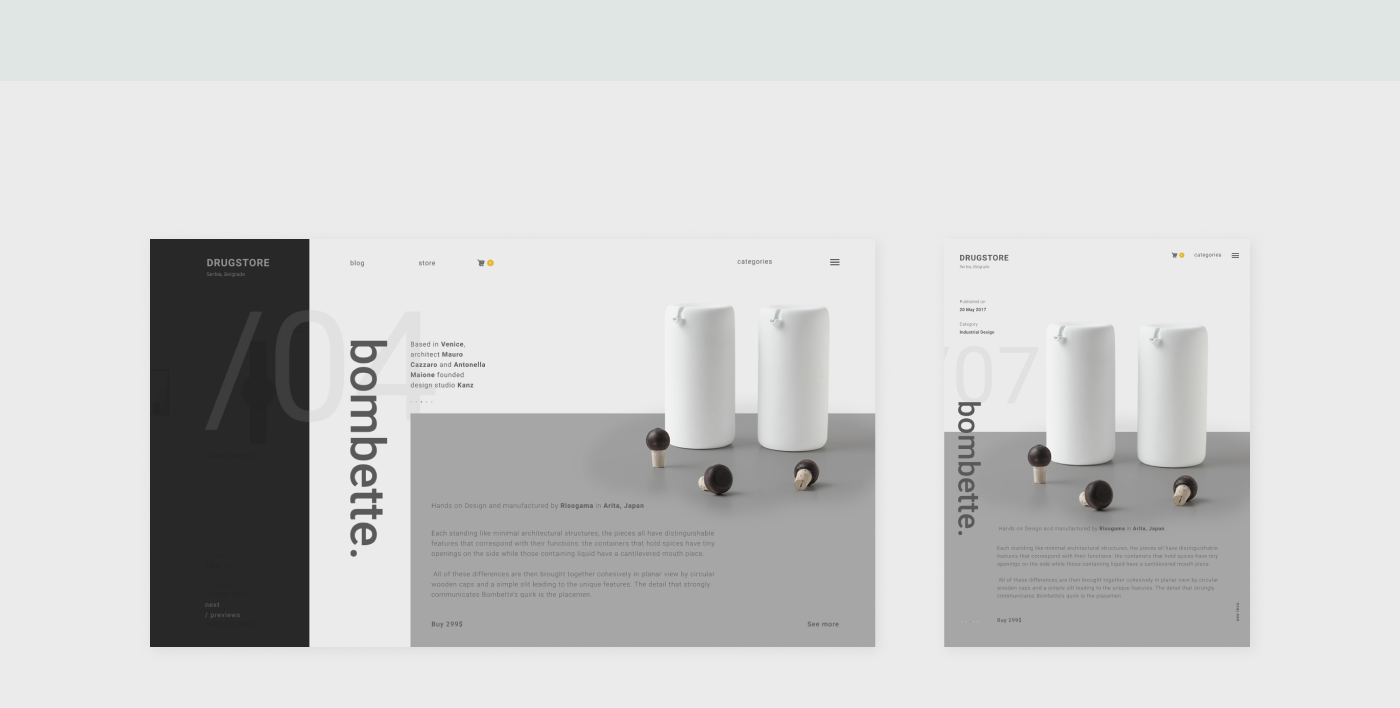 DRUGSTORE
Serbia, Belgrade
blog
store
categories
/04
bombette.
Based in Venice,
architect Mauro
Cazzaro and Antonella
Maione founded
design studio Kanz
Hands on Design and manufactured by Risogama in Arita, Japan
Each standing like minimal architectural structures, the pieces all have distinguishable
features that correspond with their functions: the containers that hold spices have tiny
openings on the side while those containing liquid have a cantilevered mouth place.
All of these differences are then brought together cohesively in planar view by circular
wooden caps and a simple slit leading to the unique features. The detail that strongly
communicates Bombette's quirk is the placemen.
next
/ previews
Buy 299$
See more
DRUGSTORE
Serbia, Belgrade
categories
Published on
20 May 2017
Category
Industrial Design
/07
bombette.
Hands on Design and manufactured by Risogama in Arita, Japan
Each standing like minimal architectural structures, the pieces all have distinguishable
features that correspond with their functions: the containers that hold spices have tiny
openings on the side while those containing liquid have a cantilevered mouth place.
All of these differences are then brought together cohesively in planar view by circular
wooden caps and a simple slit leading to the unique features. The detail that strongly
communicates Bombette's quirk is the placemen.
Buy 299$